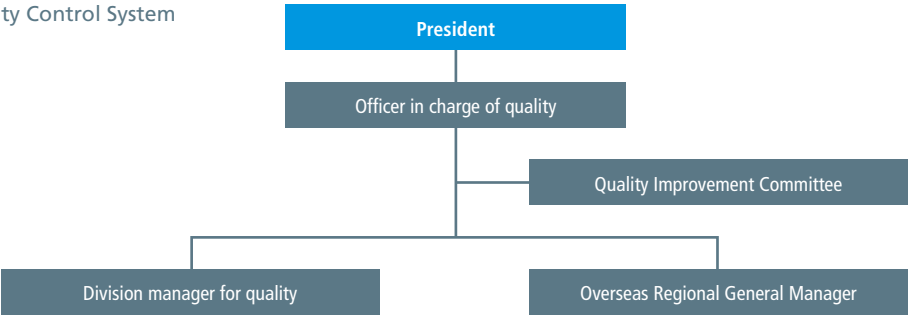 ty Control System
President
Officer in charge of quality
Quality Improvement Committee
Division manager for quality
Overseas Regional General Manager